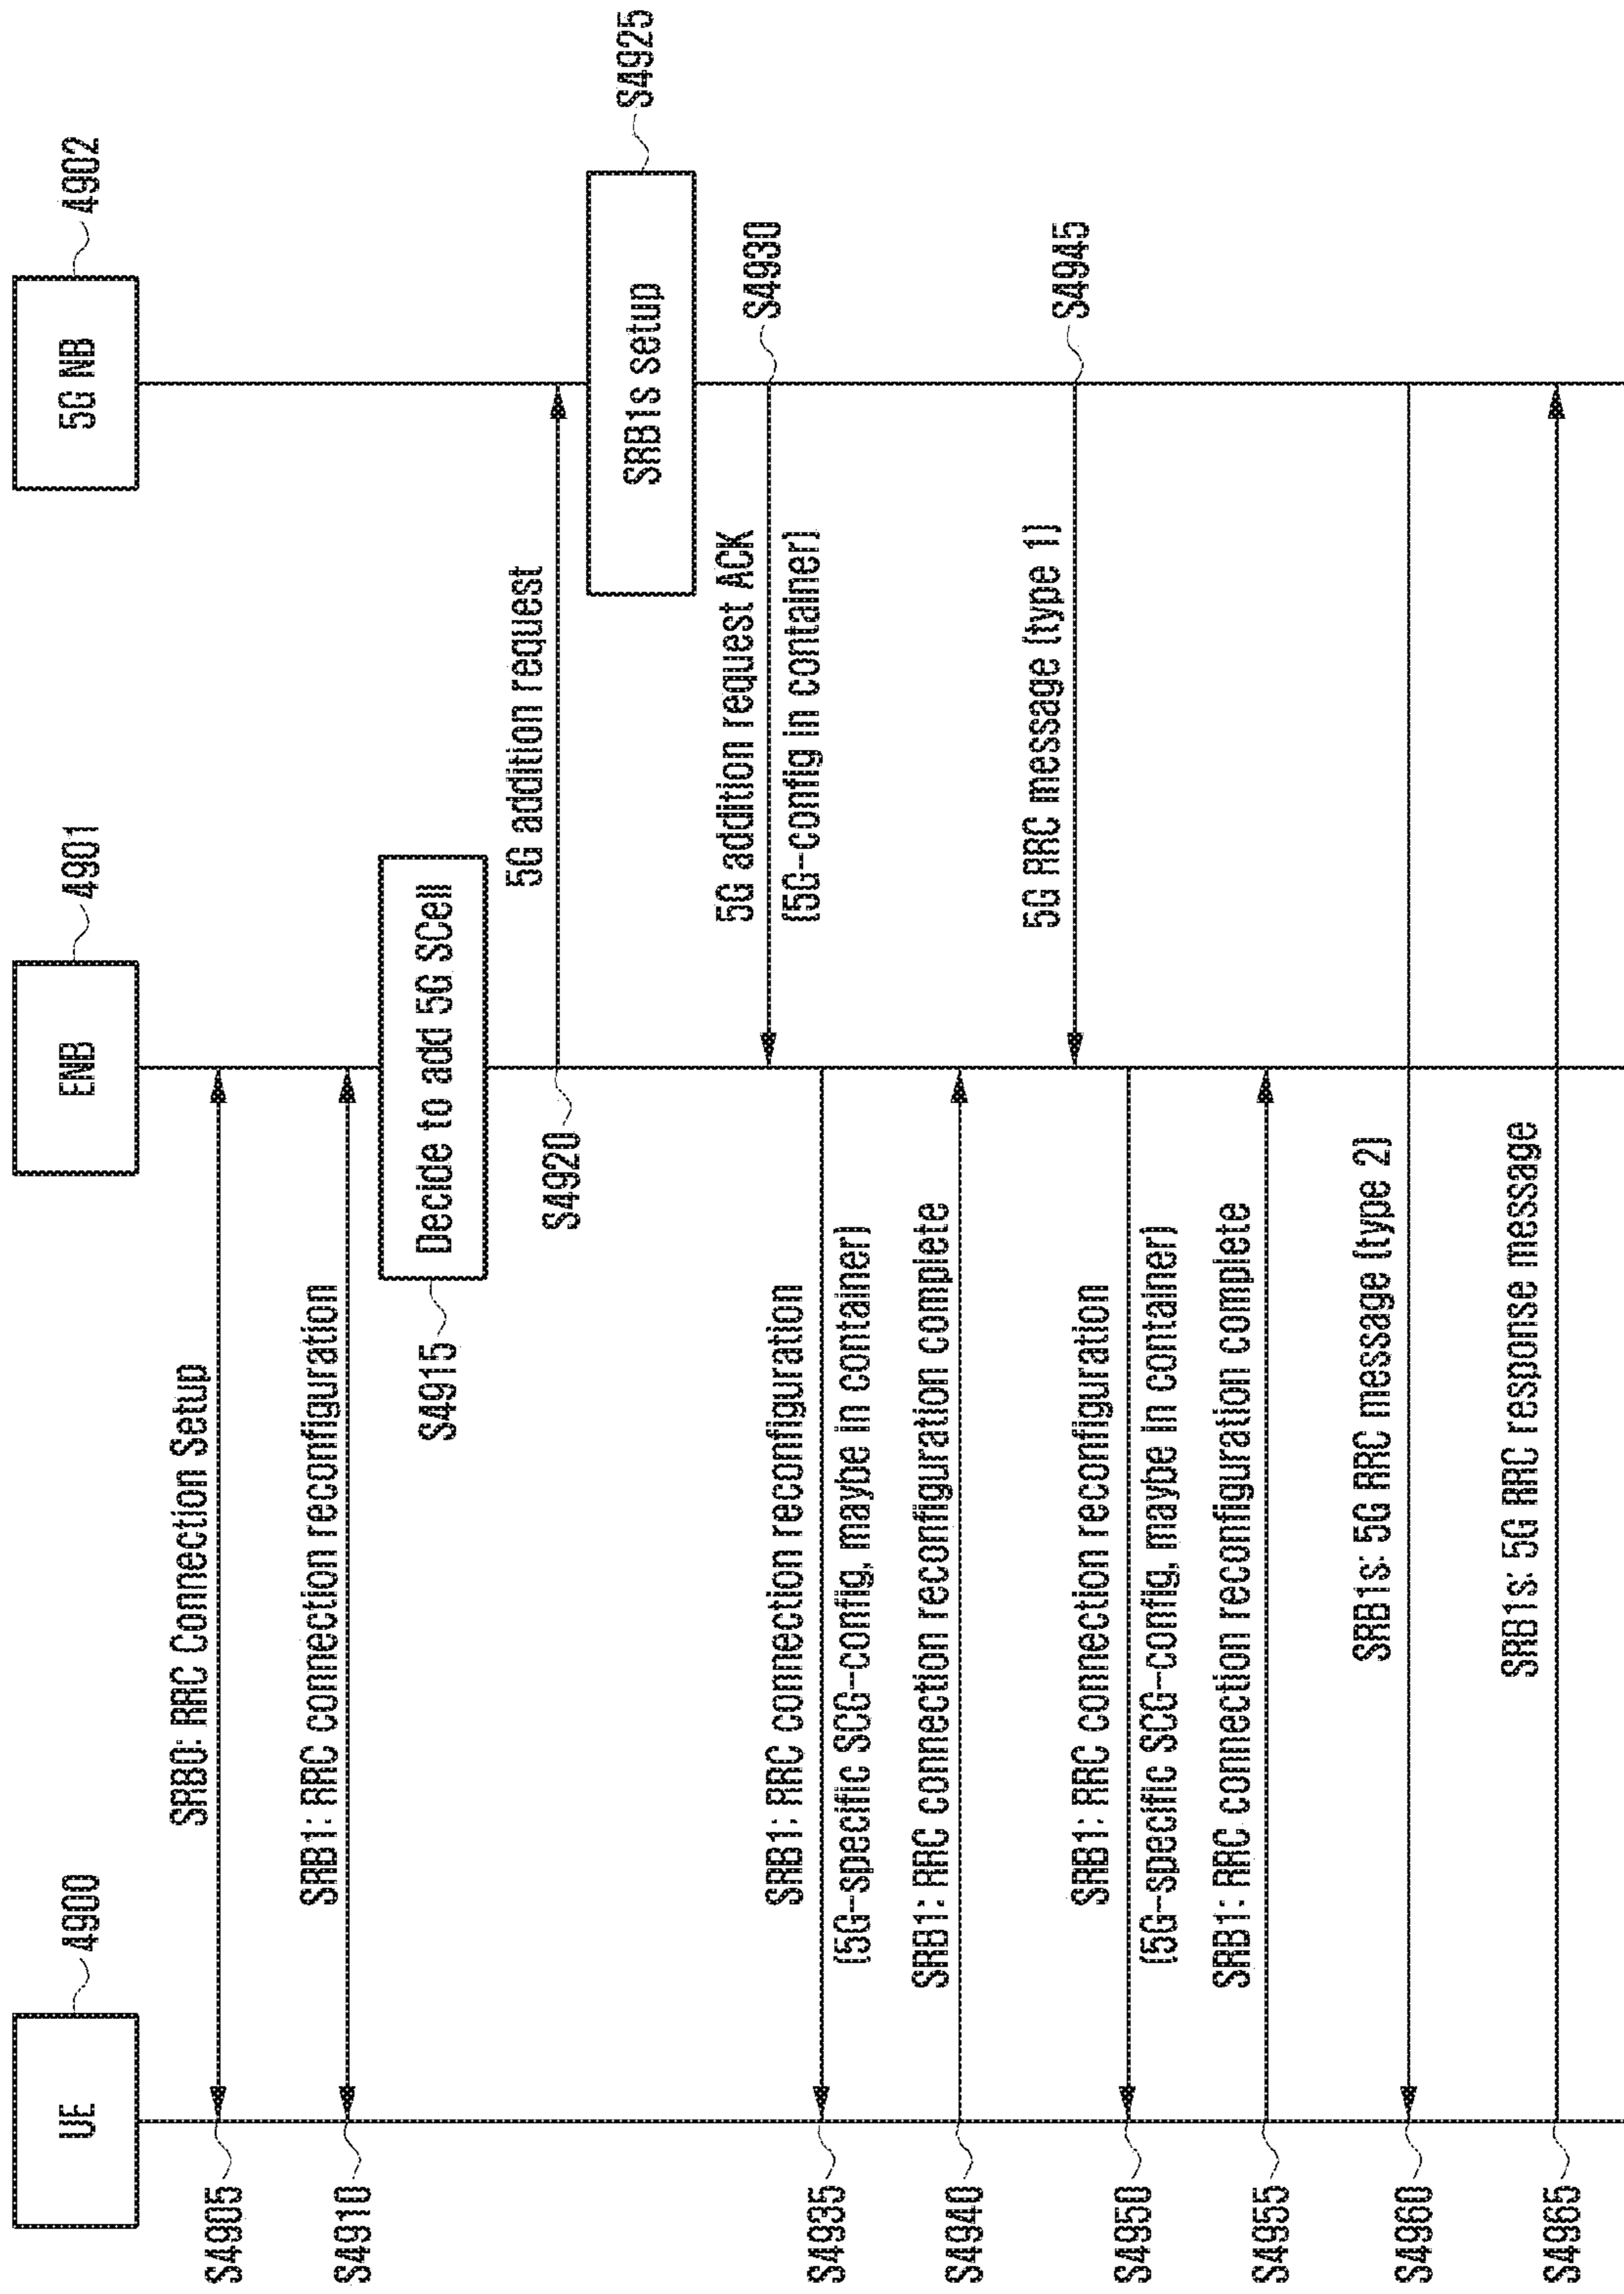 UE
4900
ENB
4901
5G NB
4902
S4905
SRB0: RRC Connection Setup
S4910
SRB1: RRC connection reconfiguration
S4915
Decide to add 5G SCell
5G addition request
S4920
SRB1s setup
S4925
5G addition request ACK
(5G-config in container)
S4930
SRB1: RRC connection reconfiguration
(5G-specific SCG-config, maybe in container)
S4935
SRB1: RRC connection reconfiguration complete
S4940
5G RRC message (type 1)
S4945
SRB1: RRC connection reconfiguration
(5G-specific SCG-config, maybe in container)
S4950
SRB1: RRC connection reconfiguration complete
S4955
SRB1s: 5G RRC message (type 2)
S4960
SRB1s: 5G RRC response message
S4965